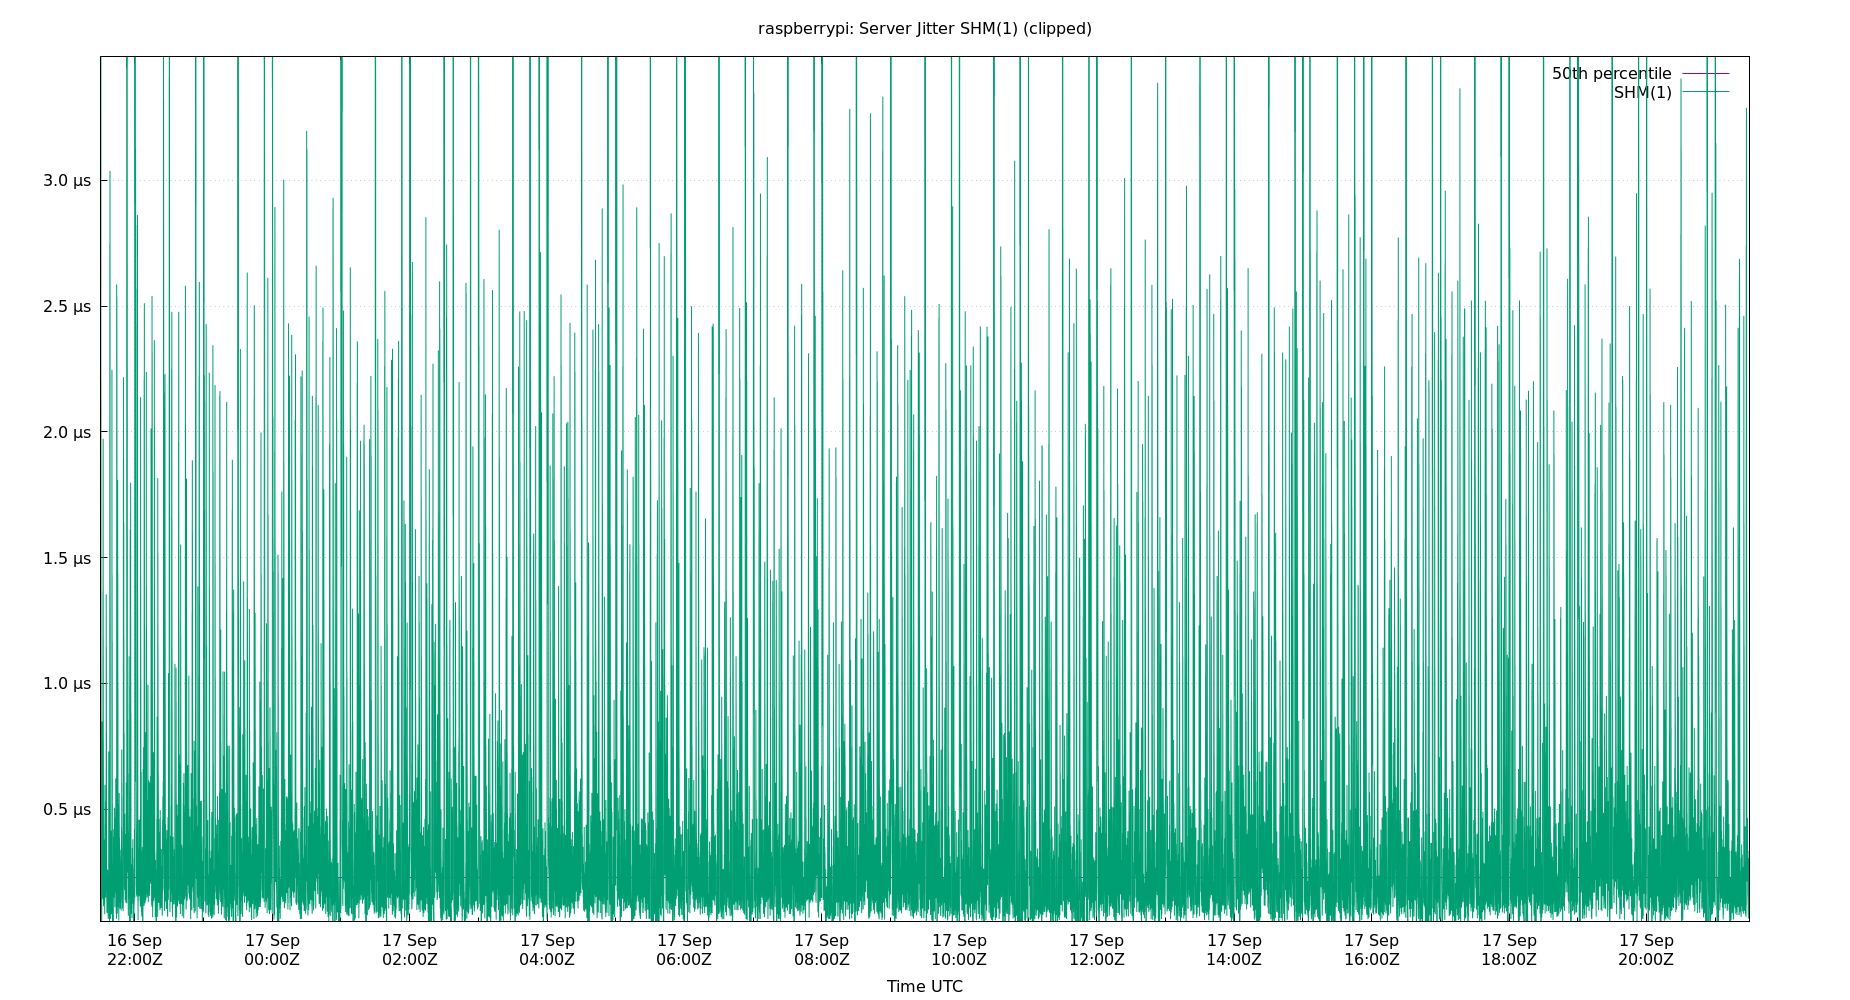 raspberrypi: Server Jitter SHM(1) (clipped)
50th percentile
SHM(1)
3.0 µs
2.5 µs
2.0 µs
1.5 µs
1.0 µs
0.5 µs
16 Sep 17 Sep 17 Sep 17 Sep 17 Sep 17 Sep 17 Sep 17 Sep 17 Sep 17 Sep 17 Sep 17 Sep
22:00Z 00:00Z 02:00Z 04:00Z 06:00Z 08:00Z 10:00Z 12:00Z 14:00Z 16:00Z 18:00Z 20:00Z
Time UTC